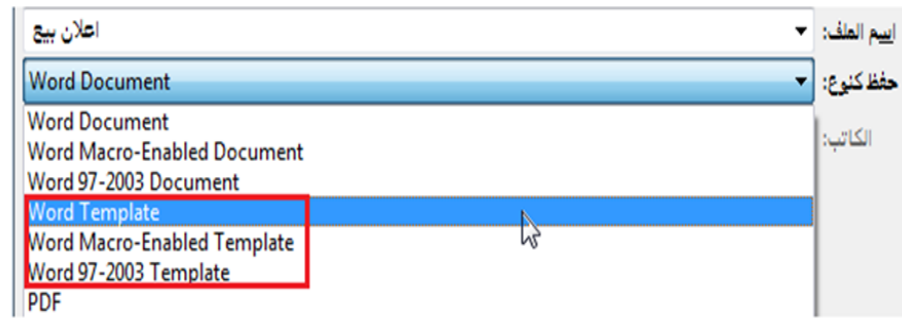 اسم الملف: اعلان بيع
حفظ كنوع: Word Document
الكاتب:
Word Document
Word Macro-Enabled Document
Word 97-2003 Document
Word Template
Word Macro-Enabled Template
Word 97-2003 Template
PDF